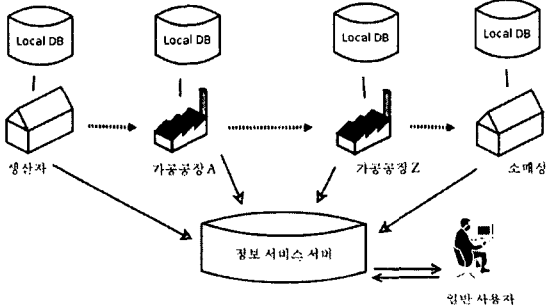 Local DB
Local DB
Local DB
Local DB
생산자
가공공장 A
가공공장 Z
소매상
정보 서비스 서버
일반 사용자